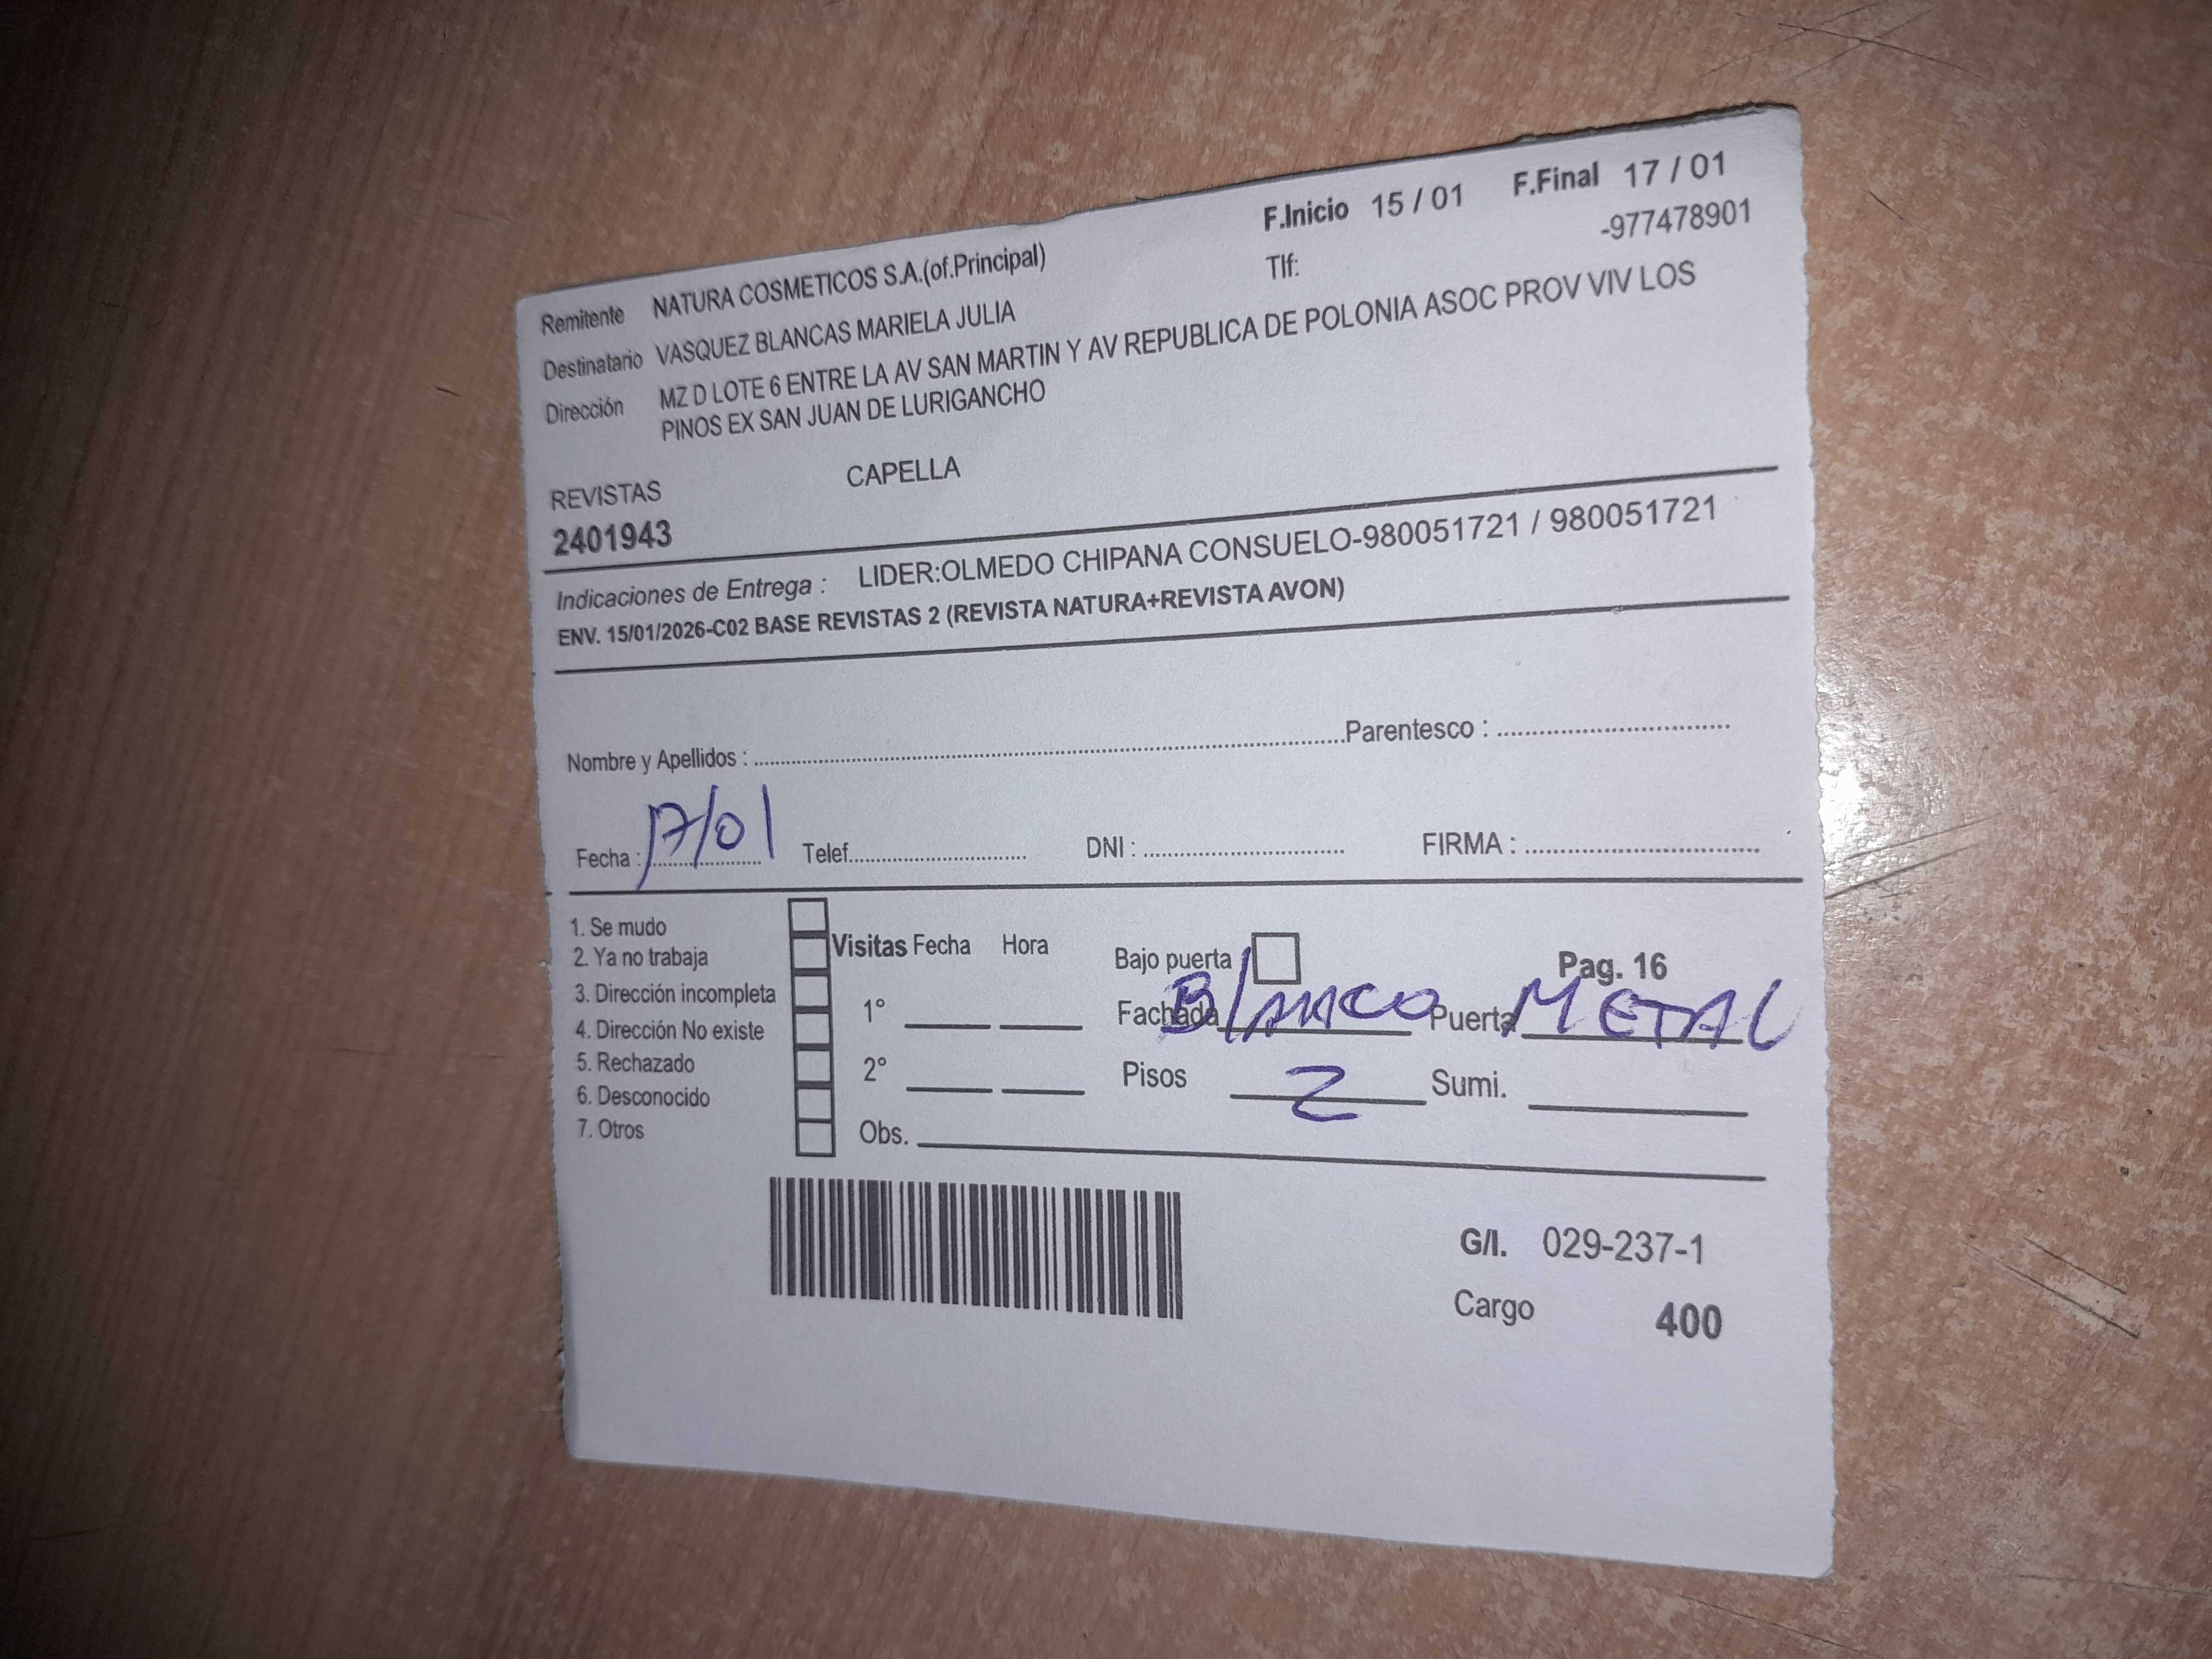 F.Inicio 15 / 01 F.Final 17 / 01
Remitente NATURA COSMETICOS S.A.(of.Principal) Tlf: -977478901
Destinatario VASQUEZ BLANCAS MARIELA JULIA
Dirección MZ D LOTE 6 ENTRE LA AV SAN MARTIN Y AV REPUBLICA DE POLONIA ASOC PROV VIV LOS
PINOS EX SAN JUAN DE LURIGANCHO
REVISTAS CAPELLA
2401943
Indicaciones de Entrega : LIDER:OLMEDO CHIPANA CONSUELO-980051721 / 980051721
ENV. 15/01/2026-C02 BASE REVISTAS 2 (REVISTA NATURA+REVISTA AVON)
Nombre y Apellidos : Parentesco :
Fecha : 17/01 Telef. DNI : FIRMA :
1. Se mudo
2. Ya no trabaja
3. Dirección incompleta
4. Dirección No existe
5. Rechazado
6. Desconocido
7. Otros
Visitas Fecha Hora
1°
2°
Obs.
Bajo puerta Pag. 16
Fachada Blanco Puerta METAL
Pisos 2 Sumi.
G/I. 029-237-1
Cargo 400